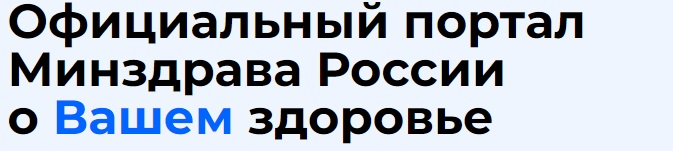 Официальный портал
Минздрава России
о Вашем здоровье